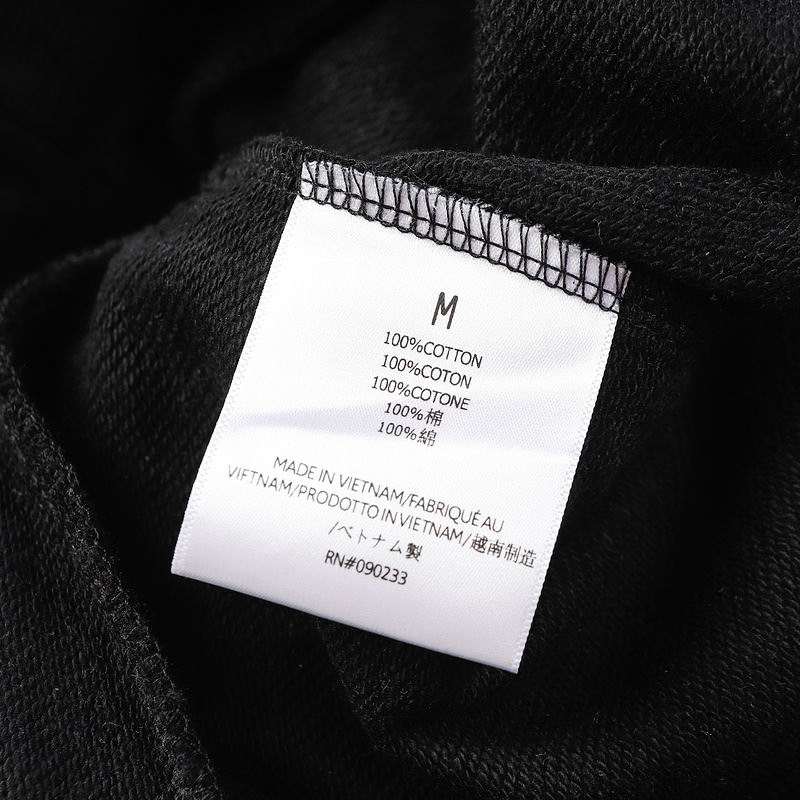 M
100%COTTON
100%COTON
100%COTONE
100%棉
100%綿
MADE IN VIETNAM/FABRIQUÉ AU
VIETNAM/PRODOTTO IN VIETNAM/越南制造
/ベトナム製
RN#090233